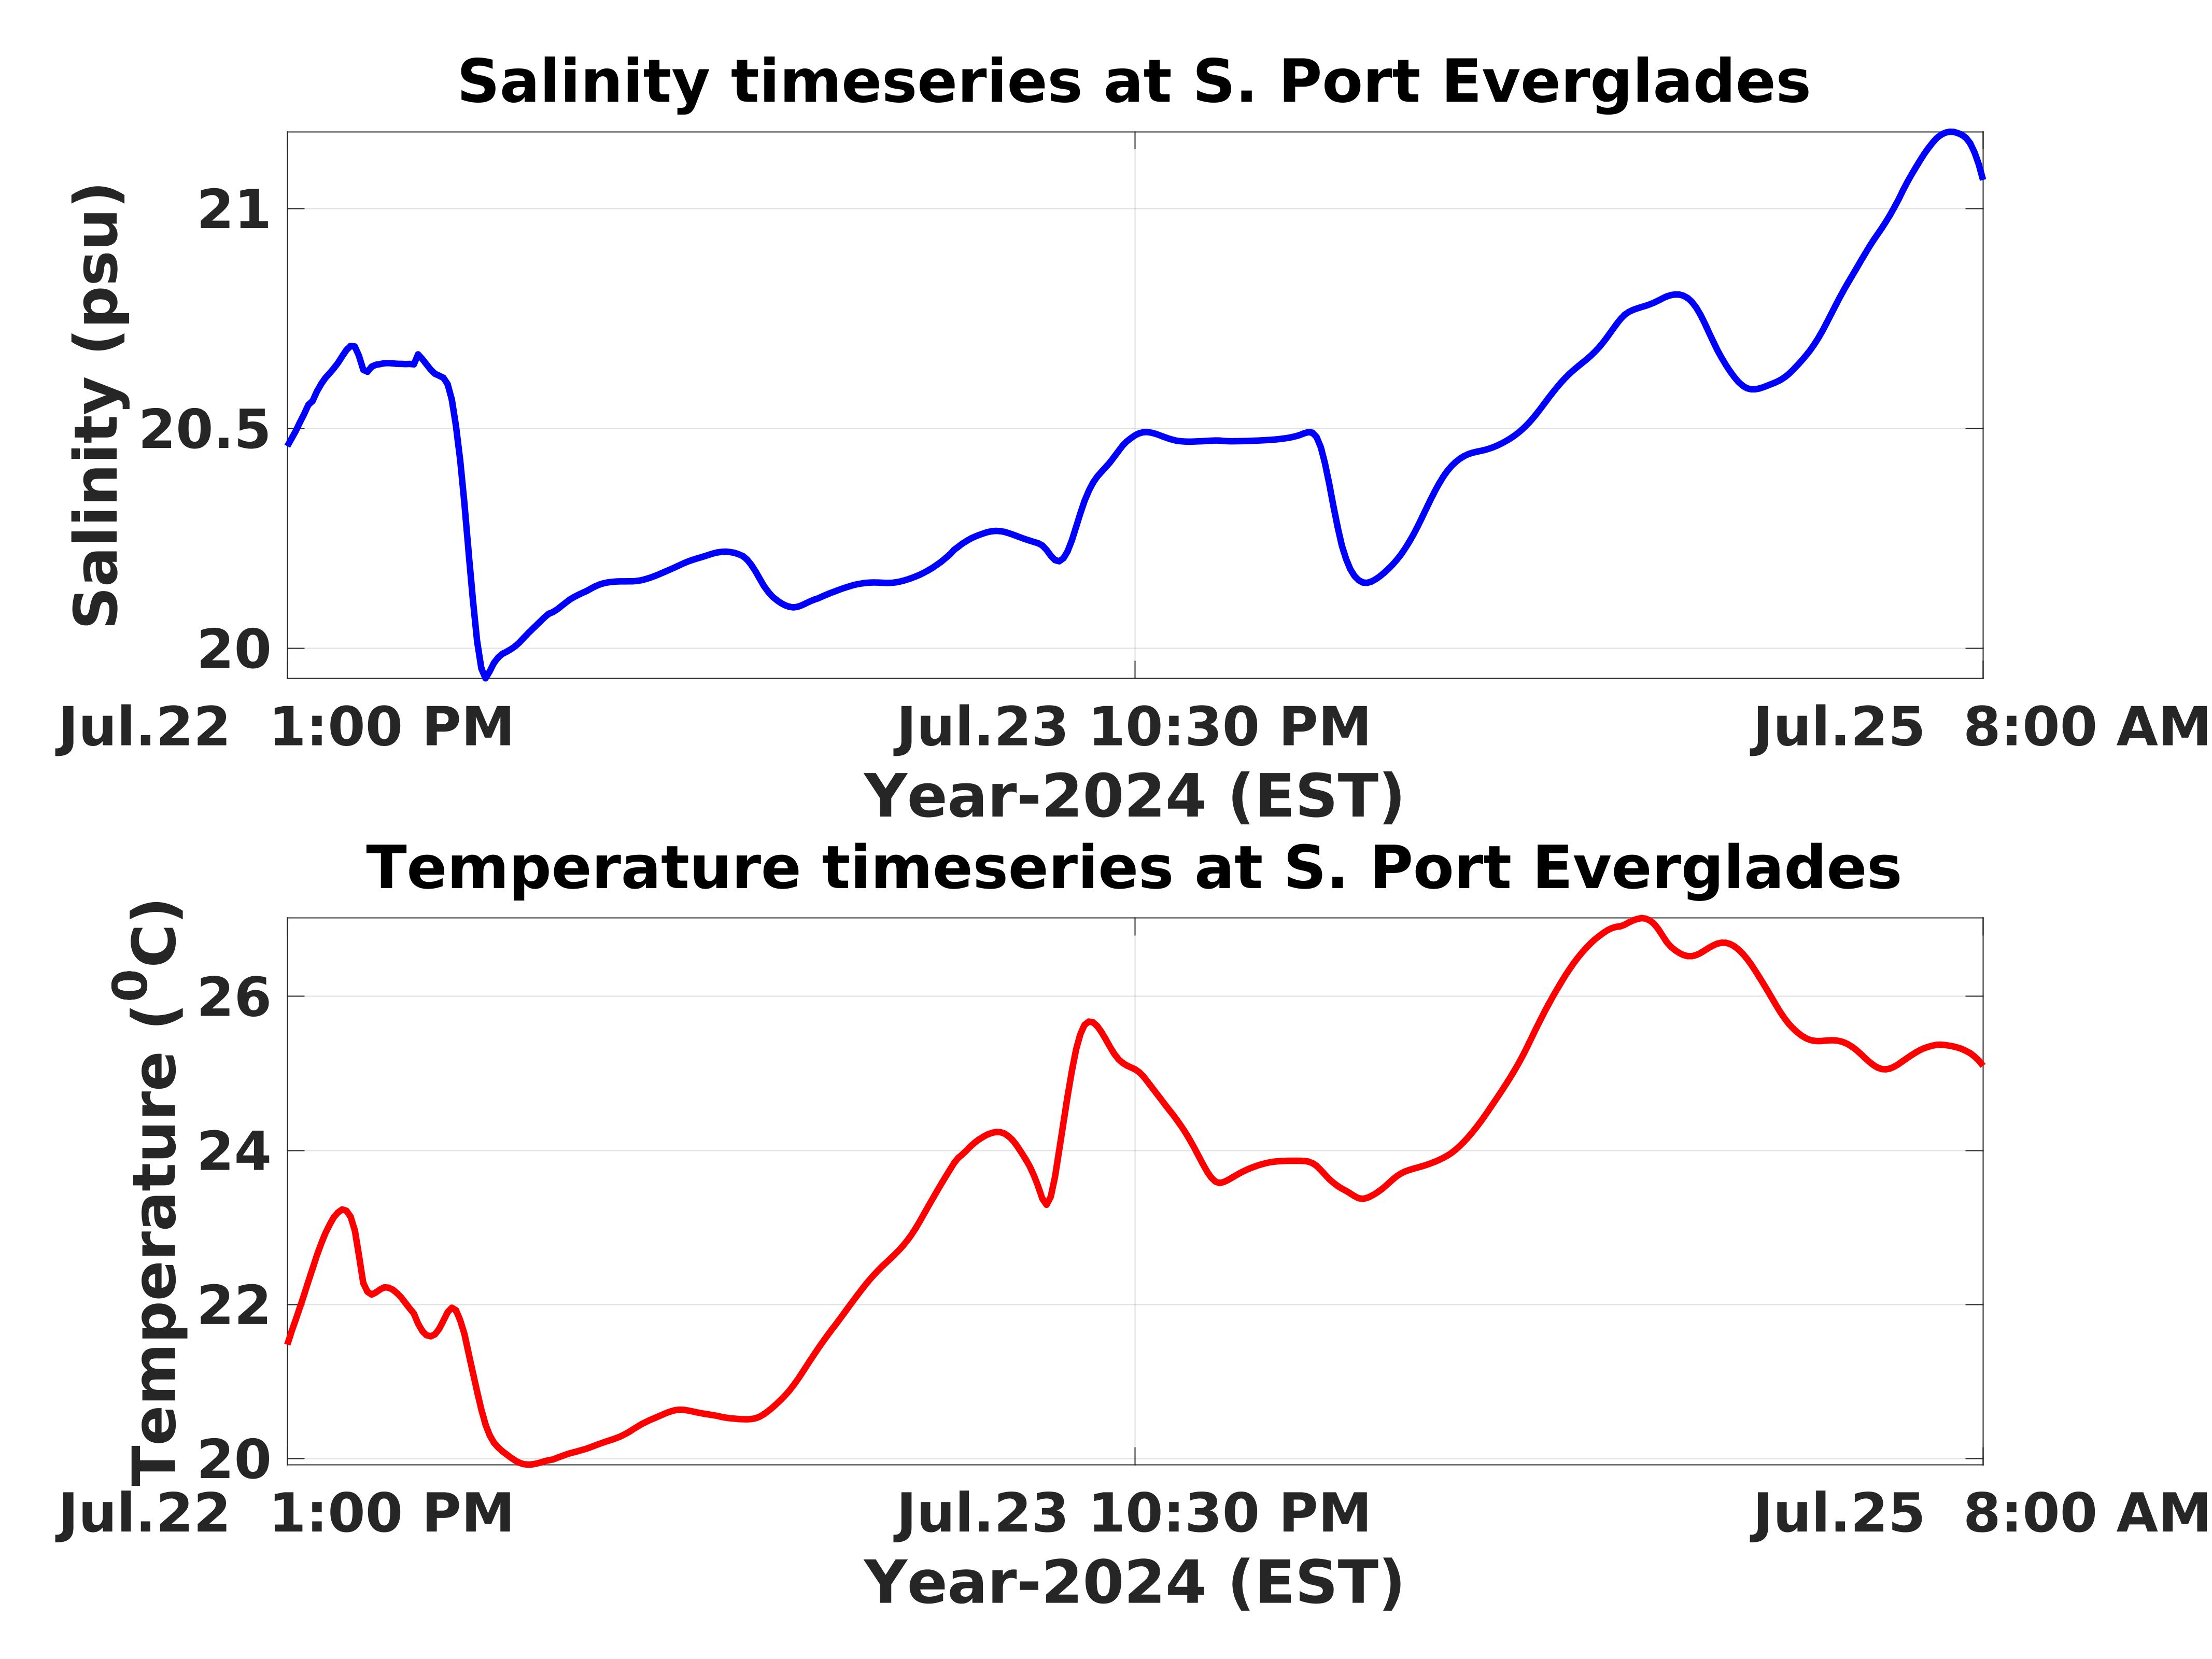 Salinity timeseries at S. Port Everglades
Salinity (psu)
21
20.5
20
Jul.22  1:00 PM
Jul.23 10:30 PM
Jul.25  8:00 AM
Year-2024 (EST)
Temperature timeseries at S. Port Everglades
Temperature (⁰C)
26
24
22
20
Jul.22  1:00 PM
Jul.23 10:30 PM
Jul.25  8:00 AM
Year-2024 (EST)